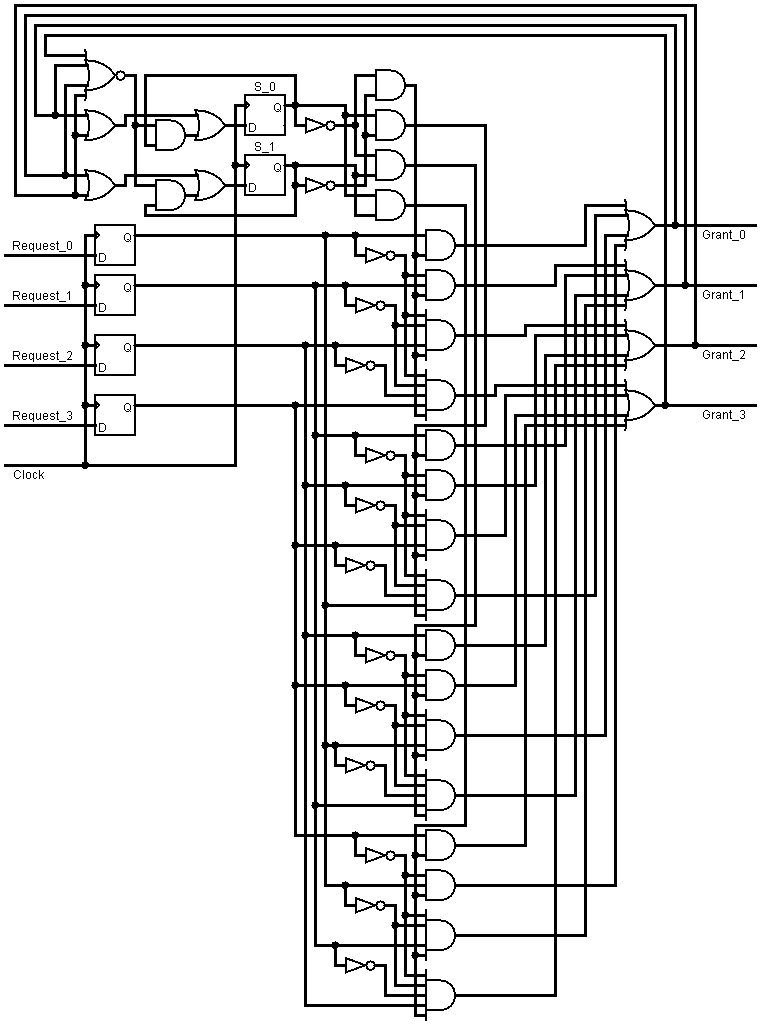 S_0
Q
D
S_1
Q
D
Request_0
Q
D
Grant_0
Request_1
Q
D
Grant_1
Request_2
Q
D
Grant_2
Request_3
Q
D
Grant_3
Clock